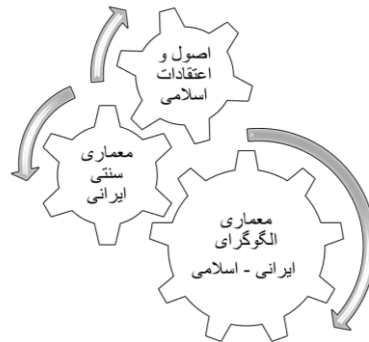 اصول و
اعتقادات
اسلامی
معماری
سنتی
ایرانی
معماری
الگوگرای
ایرانی - اسلامی